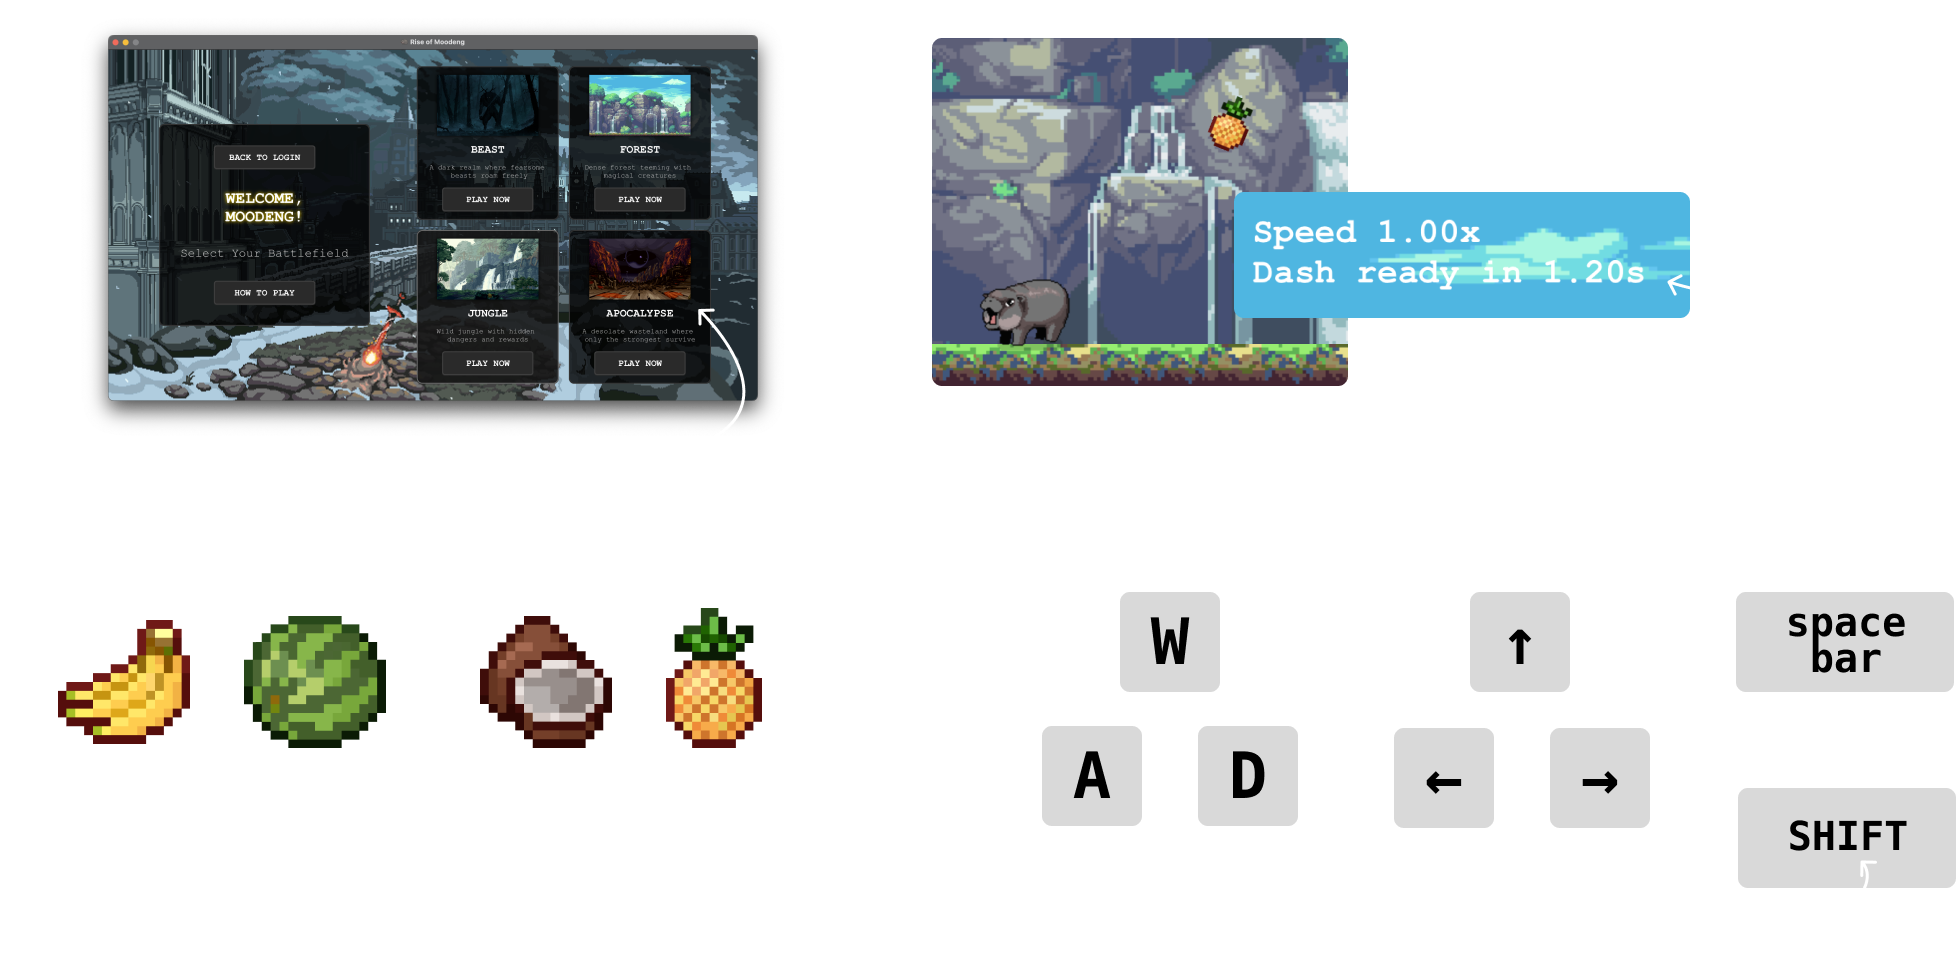 Rise of Moodeng
BACK TO LOGIN
WELCOME,
MOODENG!
Select Your Battlefield
HOW TO PLAY
BEAST
A dark realm where fearsome
beasts roam freely
PLAY NOW
FOREST
Dense forest teeming with
magical creatures
PLAY NOW
JUNGLE
Wild jungle with hidden
dangers and rewards
PLAY NOW
APOCALYPSE
A desolate wasteland where
only the strongest survive
PLAY NOW
Speed 1.00x
Dash ready in 1.20s
W
A
D
↑
←
→
space
bar
SHIFT